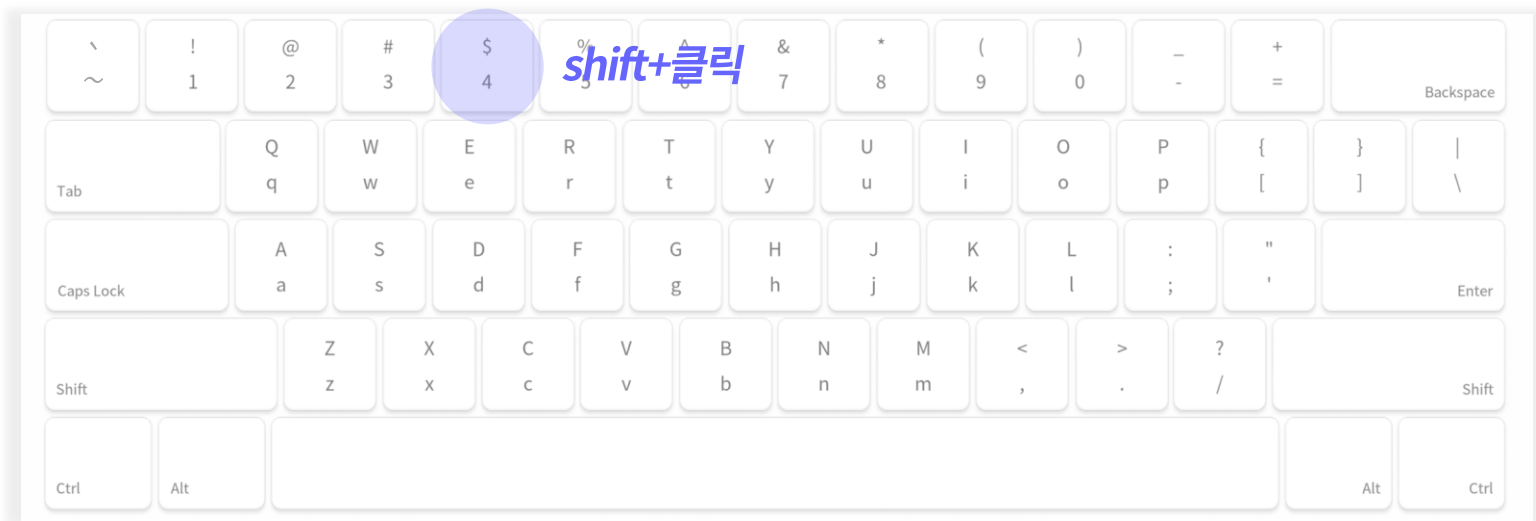 ` ! @ # $ % ^ & * ( ) _ +
~ 1 2 3 4 5 6 7 8 9 0 - = Backspace
shift+클릭
Q W E R T Y U I O P { } |
Tab q w e r t y u i o p [ ] \
A S D F G H J K L : "
Caps Lock a s d f g h j k l ; ' Enter
Z X C V B N M < > ?
Shift z x c v b n m , . / Shift
Ctrl Alt Alt Ctrl